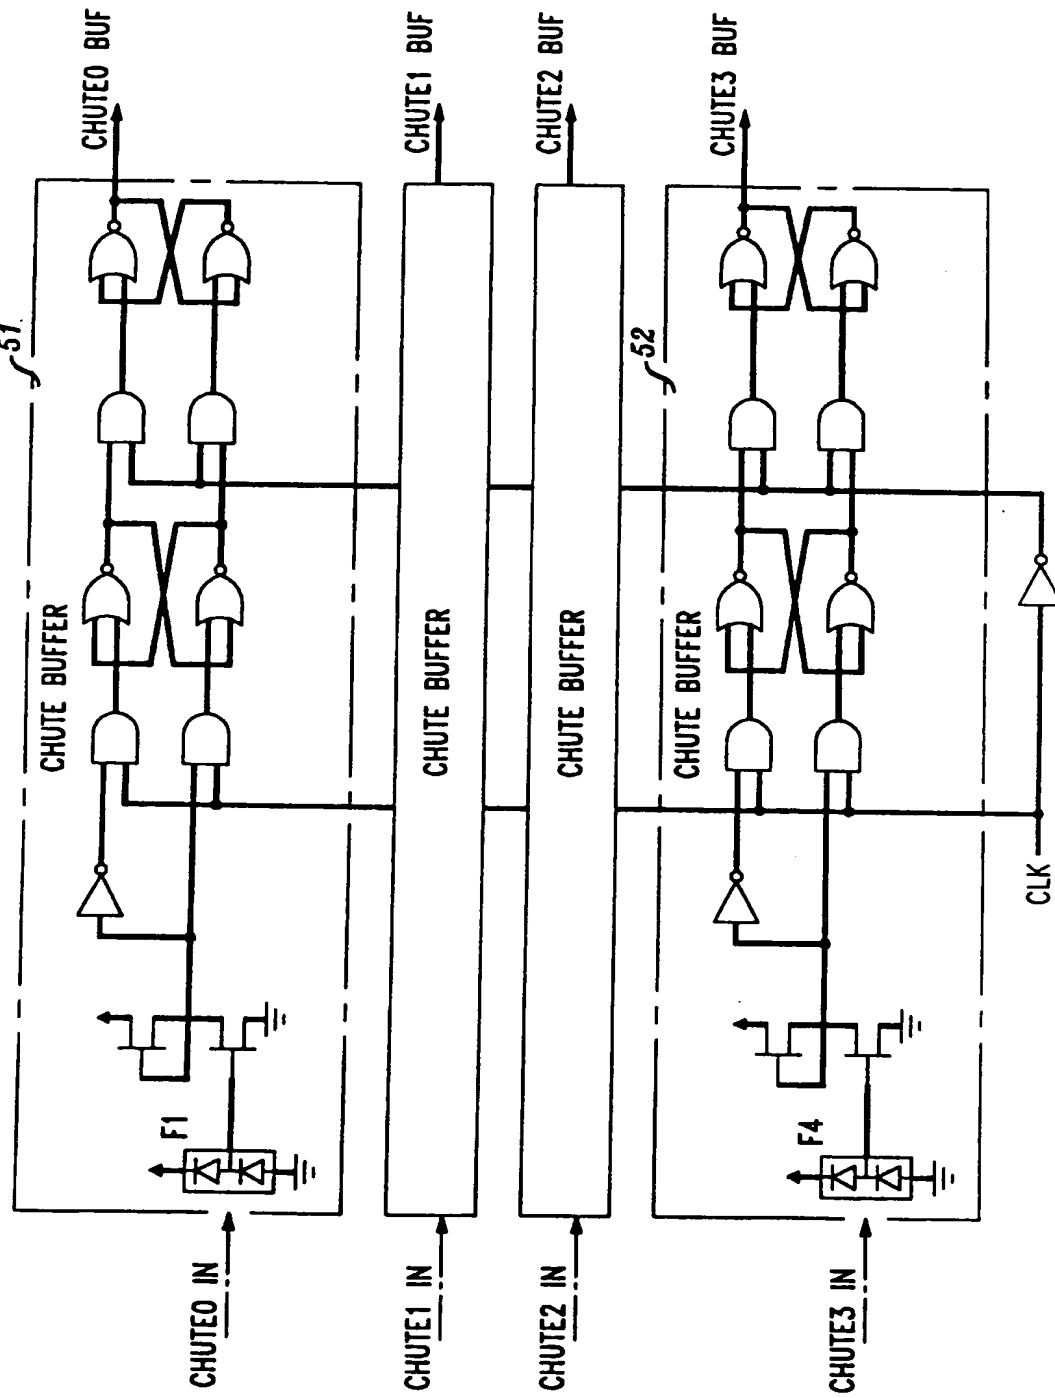 CHUTE0 BUF
CHUTE1 BUF
CHUTE2 BUF
CHUTE3 BUF
51
52
CHUTE BUFFER
CHUTE BUFFER
CHUTE BUFFER
CHUTE BUFFER
F1
F4
CLK
CHUTE0 IN
CHUTE1 IN
CHUTE2 IN
CHUTE3 IN